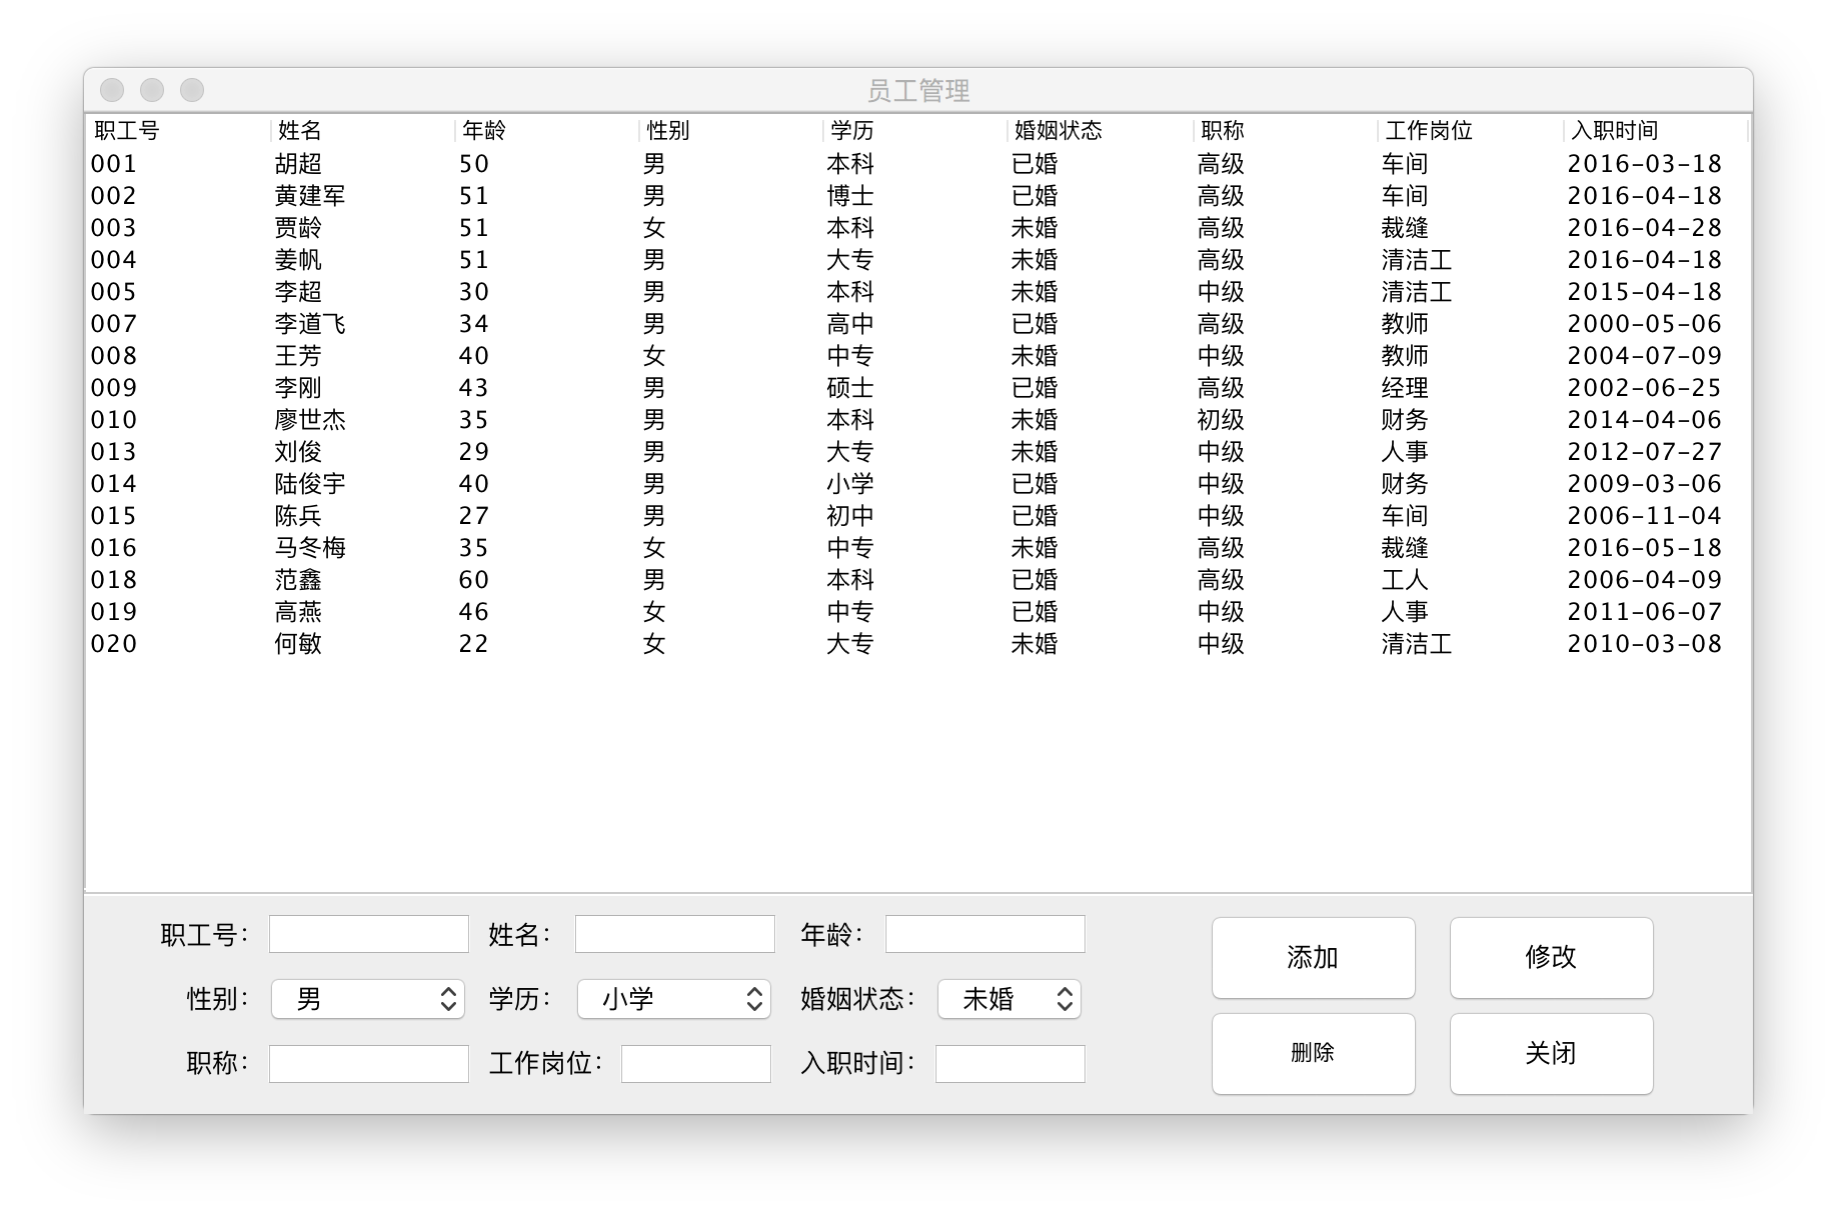 员工管理
职工号 姓名 年龄 性别 学历 婚姻状态 职称 工作岗位 入职时间
001 胡超 50 男 本科 已婚 高级 车间 2016-03-18
002 黄建军 51 男 博士 已婚 高级 车间 2016-04-18
003 贾龄 51 女 本科 未婚 高级 裁缝 2016-04-28
004 姜帆 51 男 大专 未婚 高级 清洁工 2016-04-18
005 李超 30 男 本科 未婚 中级 清洁工 2015-04-18
007 李道飞 34 男 高中 已婚 高级 教师 2000-05-06
008 王芳 40 女 中专 未婚 中级 教师 2004-07-09
009 李刚 43 男 硕士 已婚 高级 经理 2002-06-25
010 廖世杰 35 男 本科 未婚 初级 财务 2014-04-06
013 刘俊 29 男 大专 未婚 中级 人事 2012-07-27
014 陆俊宇 40 男 小学 已婚 中级 财务 2009-03-06
015 陈兵 27 男 初中 已婚 中级 车间 2006-11-04
016 马冬梅 35 女 中专 未婚 高级 裁缝 2016-05-18
018 范鑫 60 男 本科 已婚 高级 工人 2006-04-09
019 高燕 46 女 中专 已婚 中级 人事 2011-06-07
020 何敏 22 女 大专 未婚 中级 清洁工 2010-03-08
职工号： 姓名： 年龄： 添加 修改
性别： 男 学历： 小学 婚姻状态： 未婚
职称： 工作岗位： 入职时间： 删除 关闭